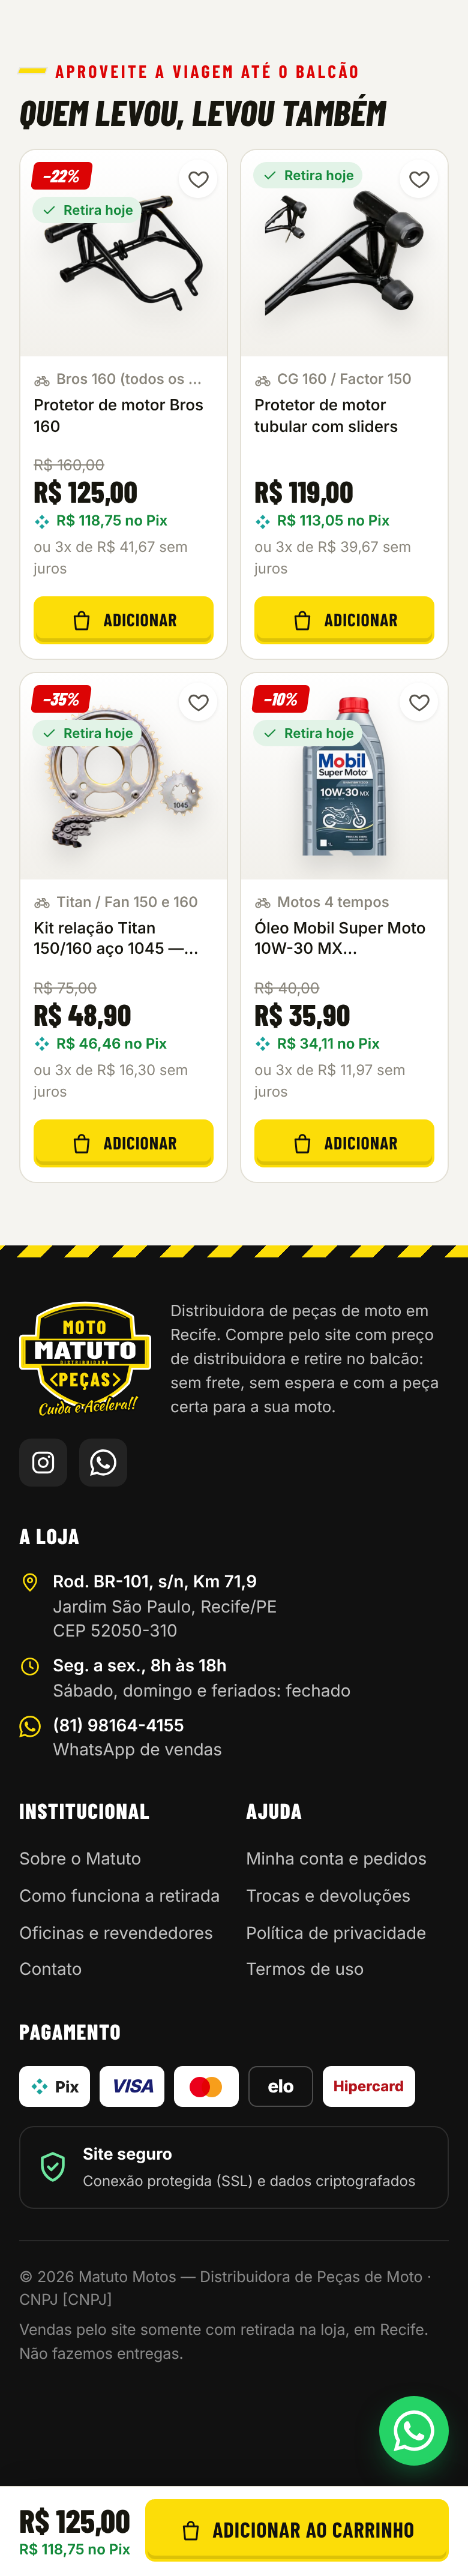 APROVEITE A VIAGEM ATÉ O BALCÃO
QUEM LEVOU, LEVOU TAMBÉM
-22%
Retira hoje
Bros 160 (todos os ...
Protetor de motor Bros
160
R$ 160,00
R$ 125,00
R$ 118,75 no Pix
ou 3x de R$ 41,67 sem
juros
ADICIONAR
Retira hoje
CG 160 / Factor 150
Protetor de motor
tubular com sliders
R$ 119,00
R$ 113,05 no Pix
ou 3x de R$ 39,67 sem
juros
ADICIONAR
-35%
Retira hoje
1045
Titan / Fan 150 e 160
Kit relação Titan
150/160 aço 1045 —...
R$ 75,00
R$ 48,90
R$ 46,46 no Pix
ou 3x de R$ 16,30 sem
juros
ADICIONAR
-10%
Retira hoje
Mobil
Super Moto
10W-30 MX
Motos 4 tempos
Óleo Mobil Super Moto
10W-30 MX...
R$ 40,00
R$ 35,90
R$ 34,11 no Pix
ou 3x de R$ 11,97 sem
juros
ADICIONAR
MOTO
MATUTO
DISTRIBUIDORA
PEÇAS
Cuida e Acelera!!
Distribuidora de peças de moto em
Recife. Compre pelo site com preço
de distribuidora e retire no balcão:
sem frete, sem espera e com a peça
certa para a sua moto.
A LOJA
Rod. BR-101, s/n, Km 71,9
Jardim São Paulo, Recife/PE
CEP 52050-310
Seg. a sex., 8h às 18h
Sábado, domingo e feriados: fechado
(81) 98164-4155
WhatsApp de vendas
INSTITUCIONAL
Sobre o Matuto
Como funciona a retirada
Oficinas e revendedores
Contato
AJUDA
Minha conta e pedidos
Trocas e devoluções
Política de privacidade
Termos de uso
PAGAMENTO
Pix
VISA
elo
Hipercard
Site seguro
Conexão protegida (SSL) e dados criptografados
© 2026 Matuto Motos — Distribuidora de Peças de Moto ·
CNPJ [CNPJ]
Vendas pelo site somente com retirada na loja, em Recife.
Não fazemos entregas.
R$ 125,00
R$ 118,75 no Pix
ADICIONAR AO CARRINHO